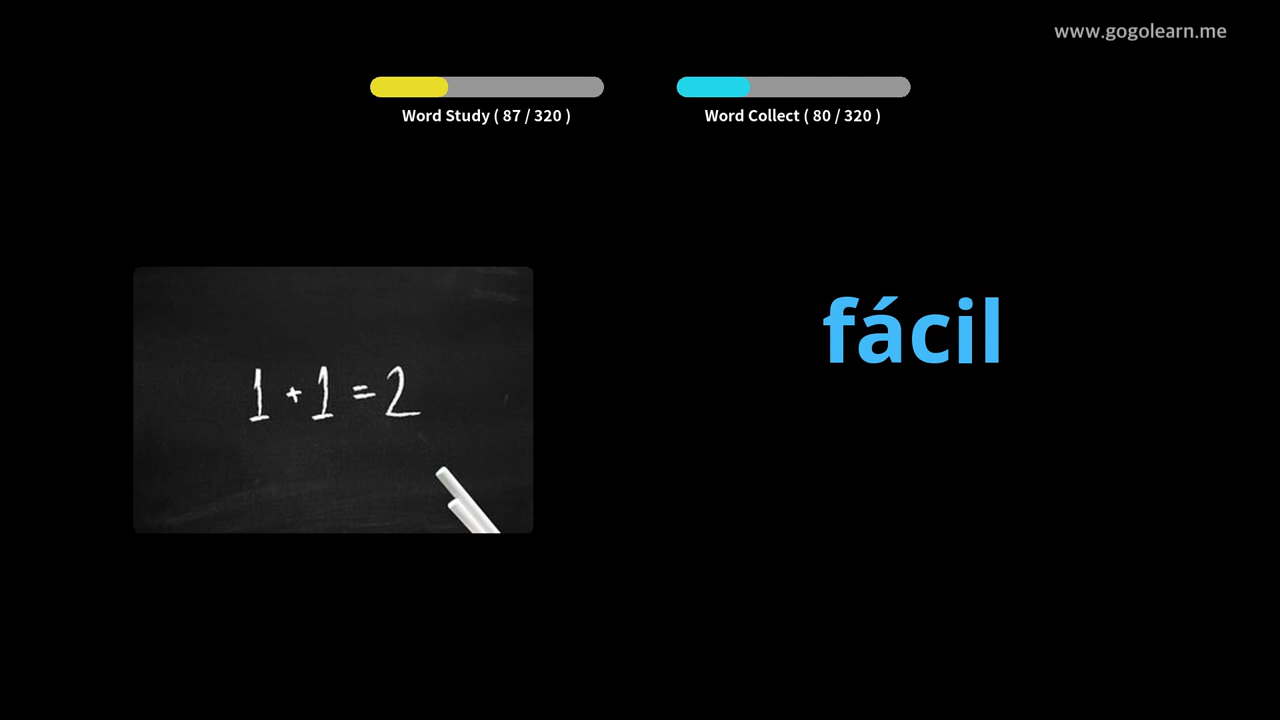 www.gogolearn.me
Word Study ( 87 / 320 )
Word Collect ( 80 / 320 )
fácil
1 + 1 = 2